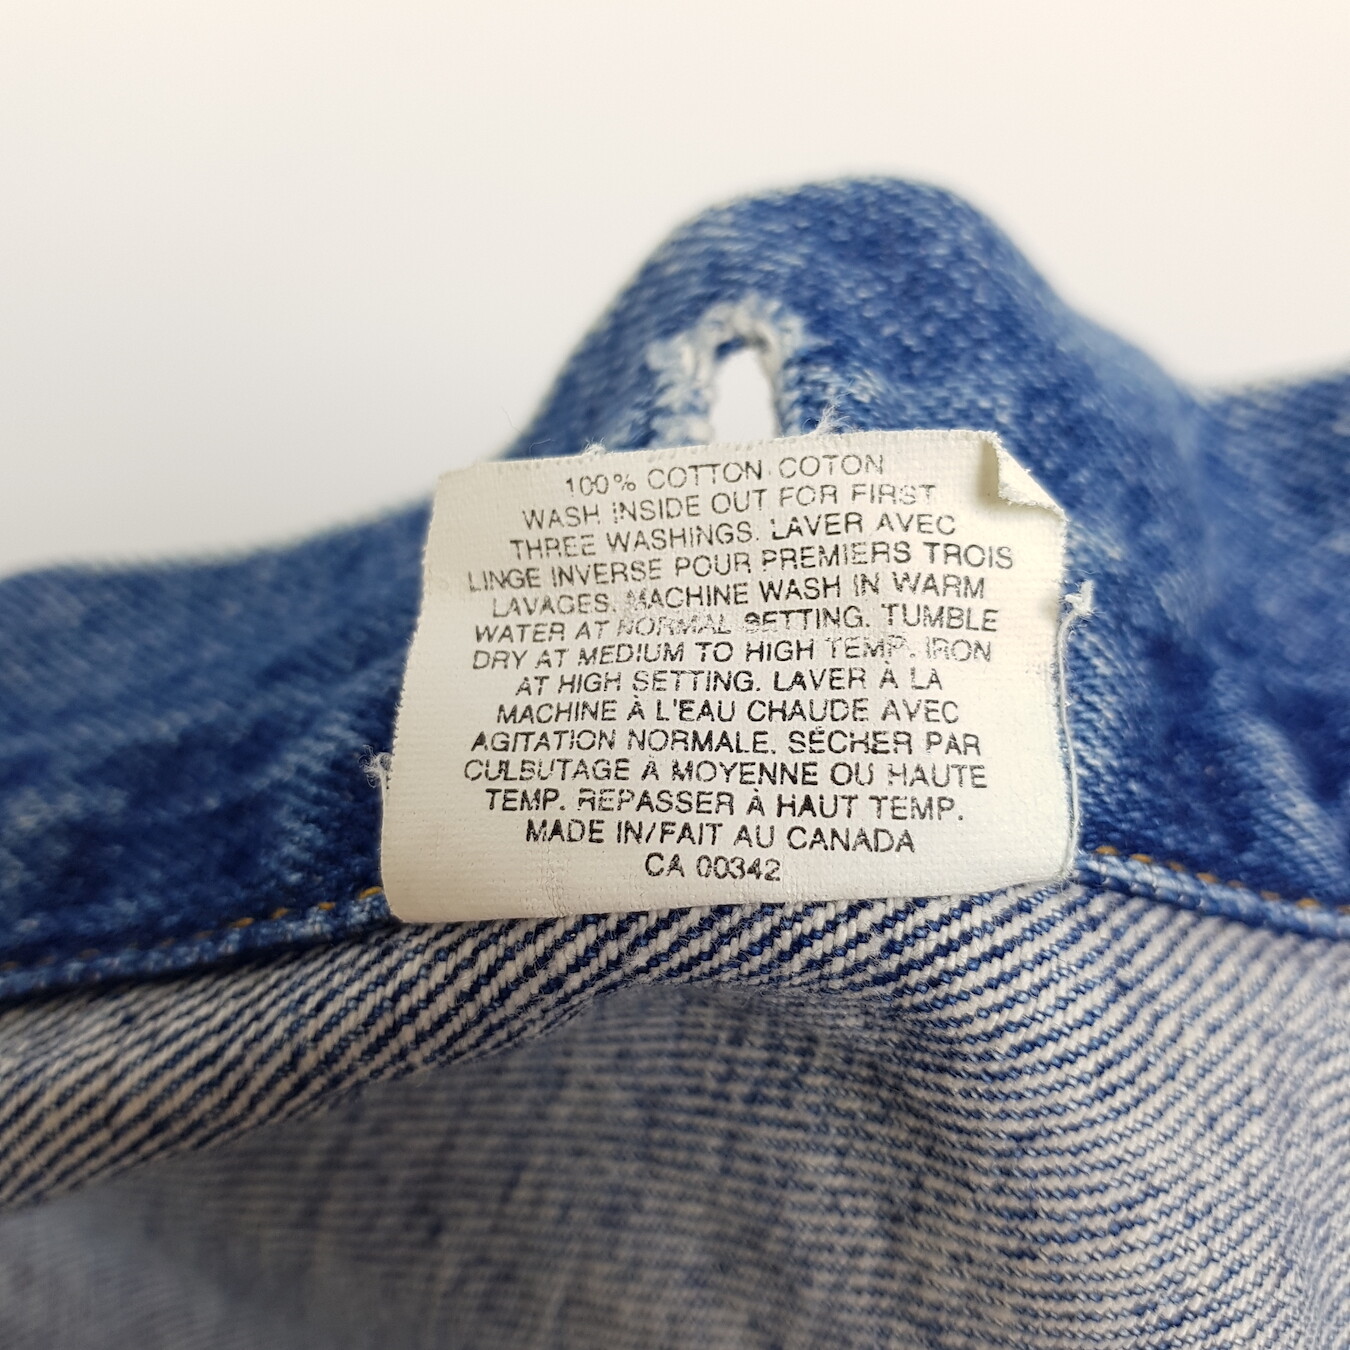 100% COTTON COTON
WASH INSIDE OUT FOR FIRST
THREE WASHINGS. LAVER AVEC
LINGE INVERSE POUR PREMIERS TROIS
LAVAGES. MACHINE WASH IN WARM
WATER AT NORMAL SETTING. TUMBLE
DRY AT MEDIUM TO HIGH TEMP. IRON
AT HIGH SETTING. LAVER À LA
MACHINE À L'EAU CHAUDE AVEC
AGITATION NORMALE. SÉCHER PAR
CULBUTAGE À MOYENNE OU HAUTE
TEMP. REPASSER À HAUT TEMP.
MADE IN/FAIT AU CANADA
CA 00342